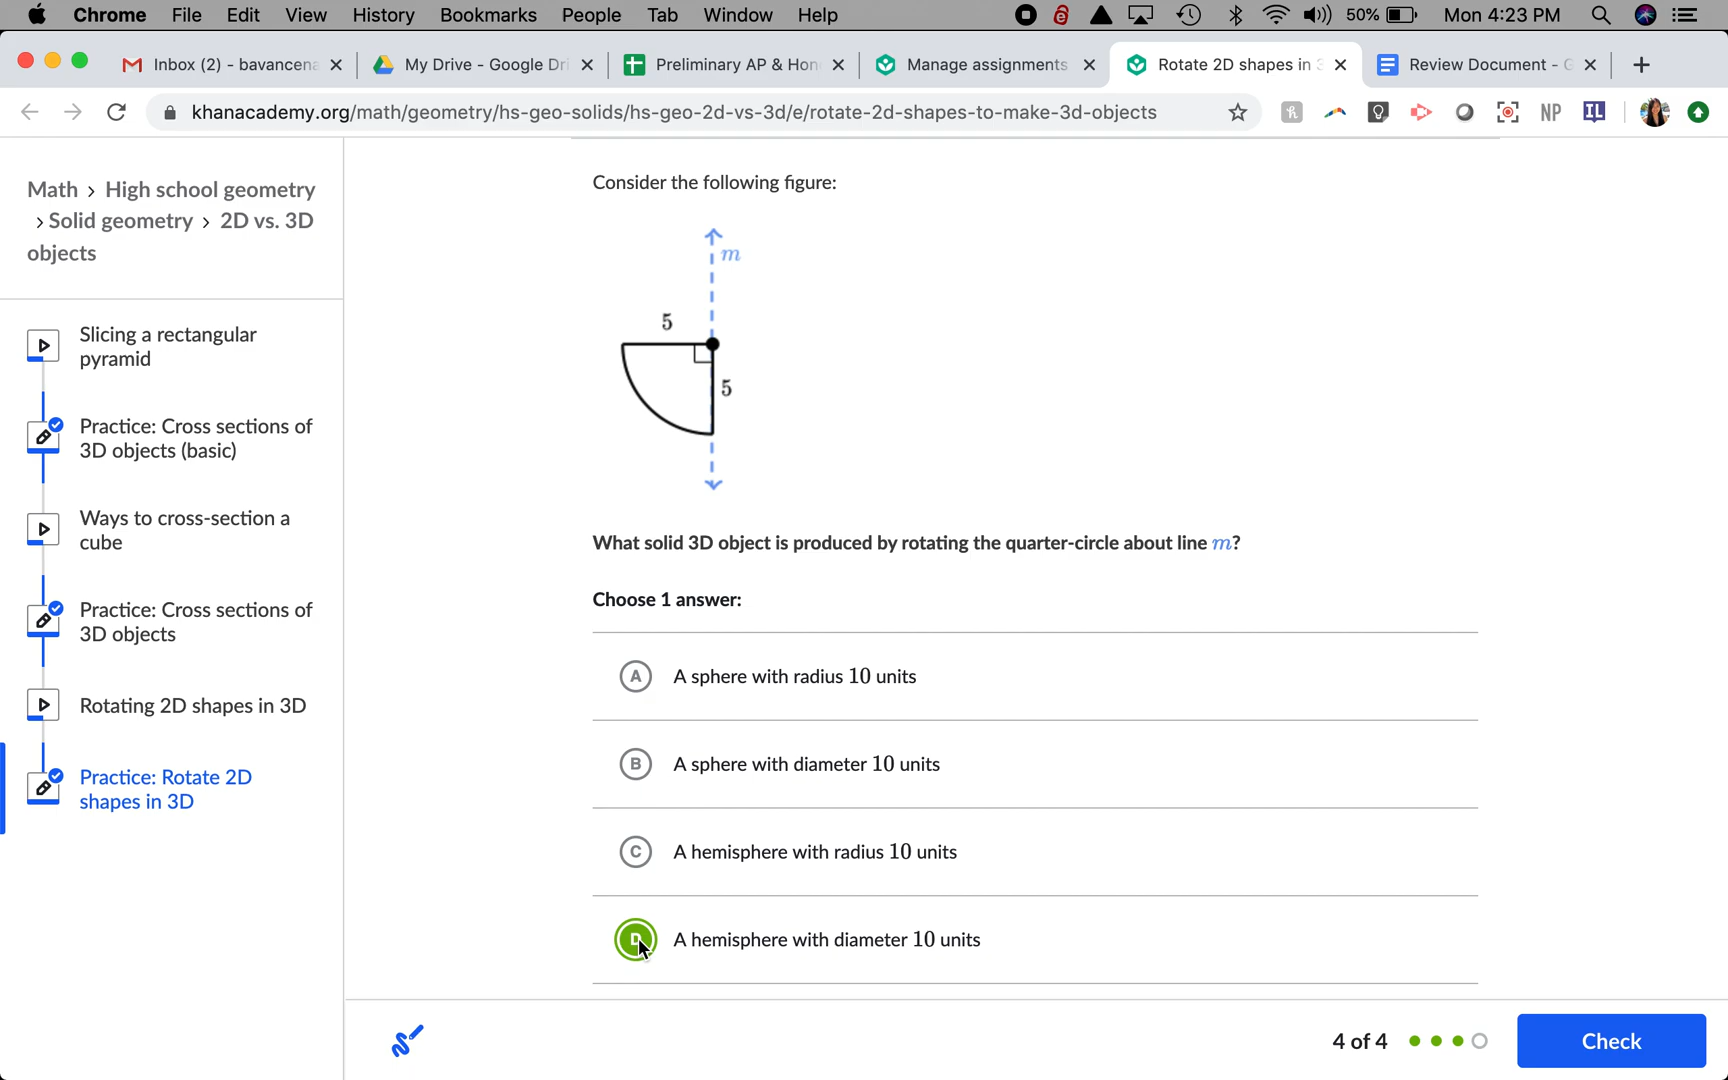 Chrome File Edit View History Bookmarks People Tab Window Help 50% Mon 4:23 PM
Inbox (2) - bavancena My Drive - Google Dri Preliminary AP & Hon Manage assignments Rotate 2D shapes in 3 Review Document - G
khanacademy.org/math/geometry/hs-geo-solids/hs-geo-2d-vs-3d/e/rotate-2d-shapes-to-make-3d-objects NP IL
Math › High school geometry
› Solid geometry › 2D vs. 3D
objects
Slicing a rectangular
pyramid
Practice: Cross sections of
3D objects (basic)
Ways to cross-section a
cube
Practice: Cross sections of
3D objects
Rotating 2D shapes in 3D
Practice: Rotate 2D
shapes in 3D
Consider the following figure:
m
5
5
What solid 3D object is produced by rotating the quarter-circle about line m?
Choose 1 answer:
A A sphere with radius 10 units
B A sphere with diameter 10 units
C A hemisphere with radius 10 units
D A hemisphere with diameter 10 units
4 of 4
Check